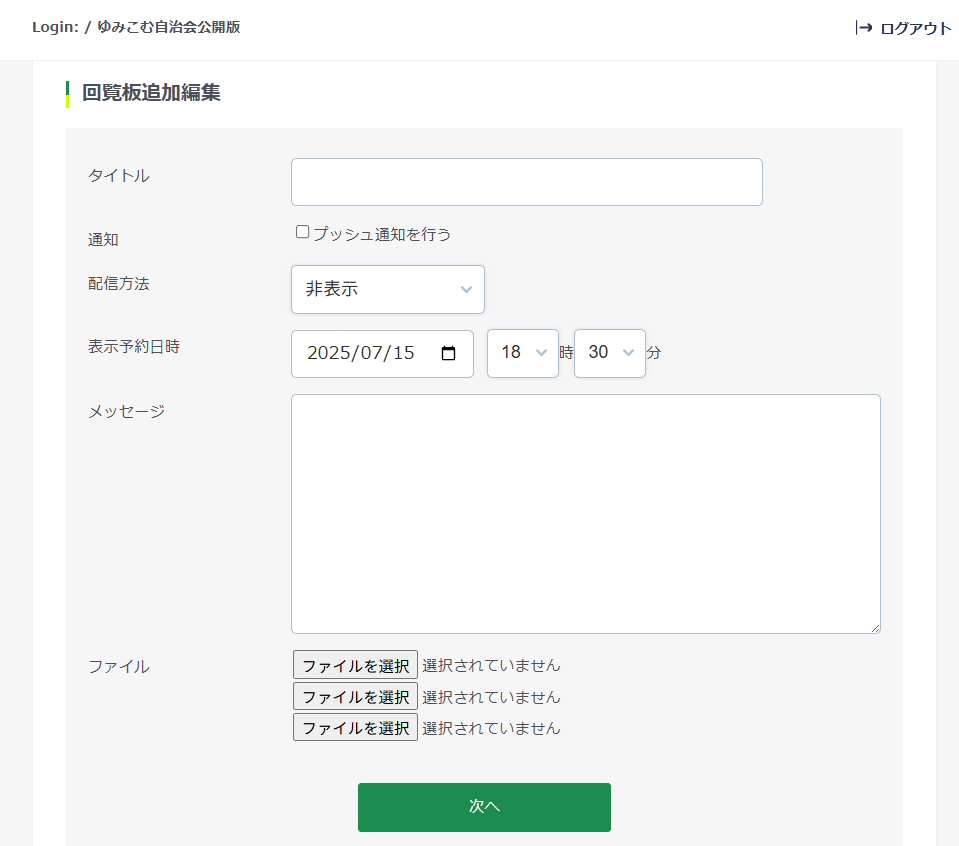 Login: / ゆみこむ自治会公開版
ログアウト
回覧板追加編集
タイトル
通知
プッシュ通知を行う
配信方法
非表示
表示予約日時
2025/07/15 18 時 30 分
メッセージ
ファイル
ファイルを選択 選択されていません
ファイルを選択 選択されていません
ファイルを選択 選択されていません
次へ